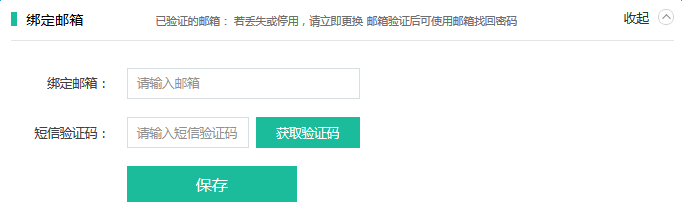 绑定邮箱 已验证的邮箱： 若丢失或停用，请立即更换 邮箱验证后可使用邮箱找回密码 收起
绑定邮箱： 请输入邮箱
短信验证码： 请输入短信验证码 获取验证码
保存